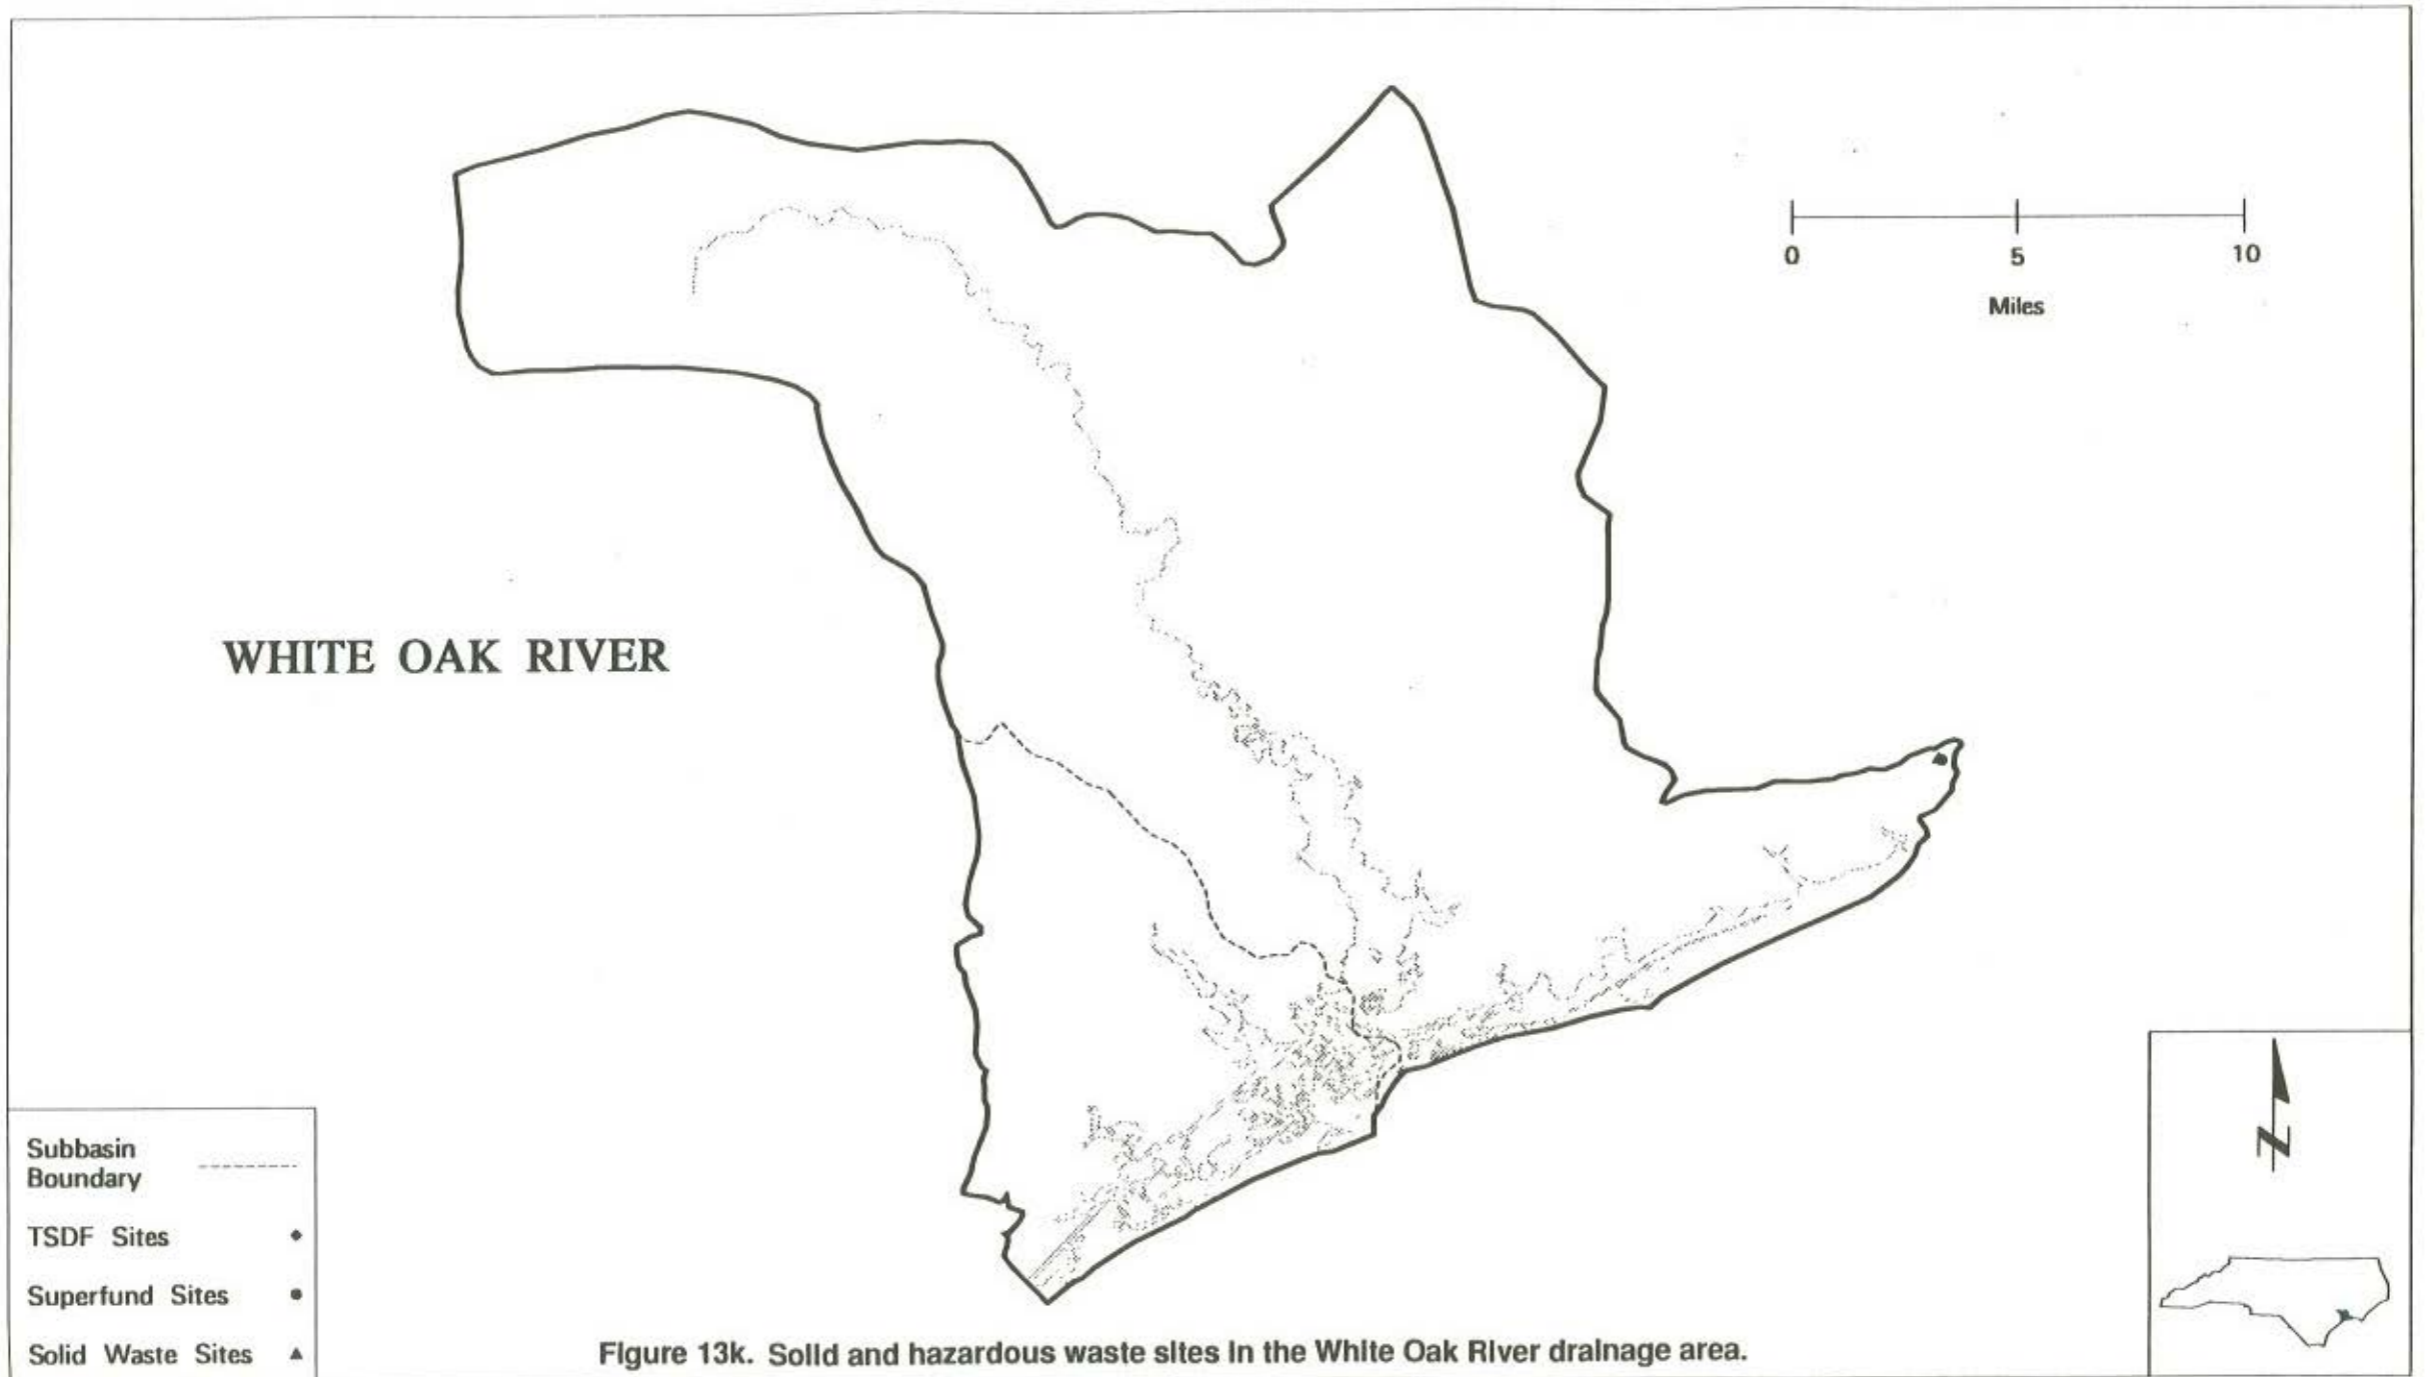 0 5 10
Miles
WHITE OAK RIVER
Subbasin
Boundary
TSDF Sites
Superfund Sites
Solid Waste Sites
N
Figure 13k. Solid and hazardous waste sites in the White Oak River drainage area.